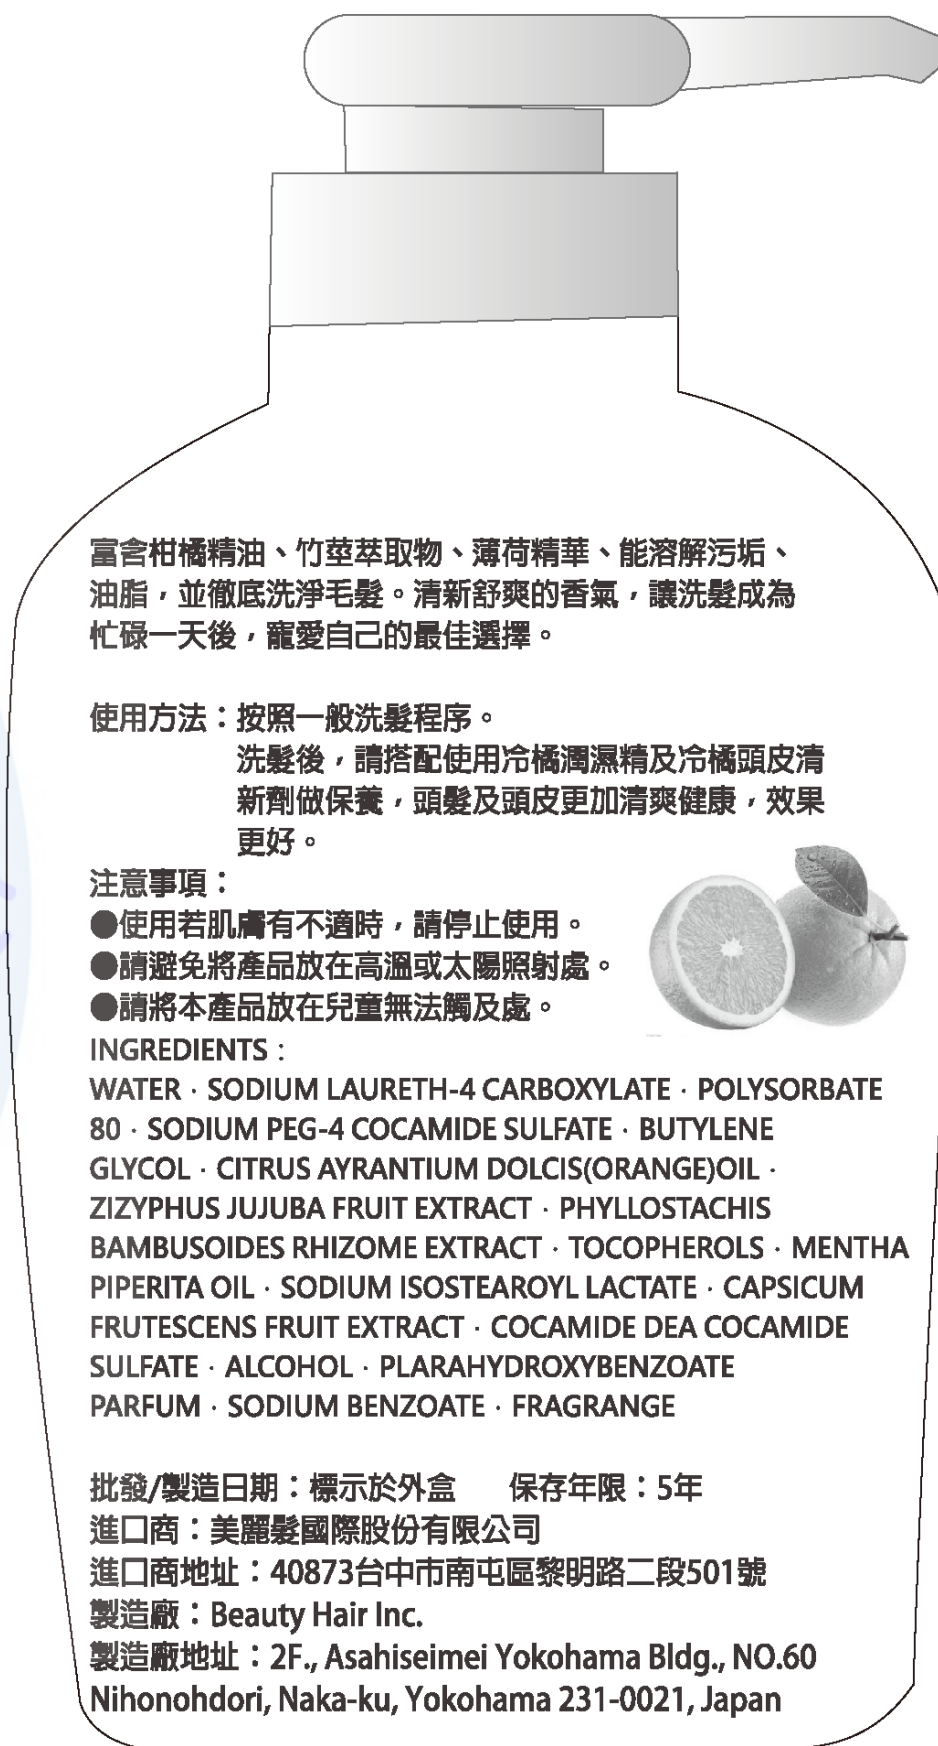 富含柑橘精油、竹莖萃取物、薄荷精華、能溶解污垢、
油脂，並徹底洗淨毛髮。清新舒爽的香氣，讓洗髮成為
忙碌一天後，寵愛自己的最佳選擇。
使用方法：按照一般洗髮程序。
洗髮後，請搭配使用冷橘潤濕精及冷橘頭皮清
新劑做保養，頭髮及頭皮更加清爽健康，效果
更好。
注意事項：
●使用若肌膚有不適時，請停止使用。
●請避免將產品放在高溫或太陽照射處。
●請將本產品放在兒童無法觸及處。
INGREDIENTS :
WATER · SODIUM LAURETH-4 CARBOXYLATE · POLYSORBATE
80 · SODIUM PEG-4 COCAMIDE SULFATE · BUTYLENE
GLYCOL · CITRUS AYRANTIUM DOLCIS(ORANGE)OIL ·
ZIZYPHUS JUJUBA FRUIT EXTRACT · PHYLLOSTACHIS
BAMBUSOIDES RHIZOME EXTRACT · TOCOPHEROLS · MENTHA
PIPERITA OIL · SODIUM ISOSTEAROYL LACTATE · CAPSICUM
FRUTESCENS FRUIT EXTRACT · COCAMIDE DEA COCAMIDE
SULFATE · ALCOHOL · PLARAHYDROXYBENZOATE
PARFUM · SODIUM BENZOATE · FRAGRANGE
批發/製造日期：標示於外盒 保存年限：5年
進口商：美麗髮國際股份有限公司
進口商地址：40873台中市南屯區黎明路二段501號
製造廠：Beauty Hair Inc.
製造廠地址：2F., Asahiseimei Yokohama Bldg., NO.60
Nihonohdori, Naka-ku, Yokohama 231-0021, Japan